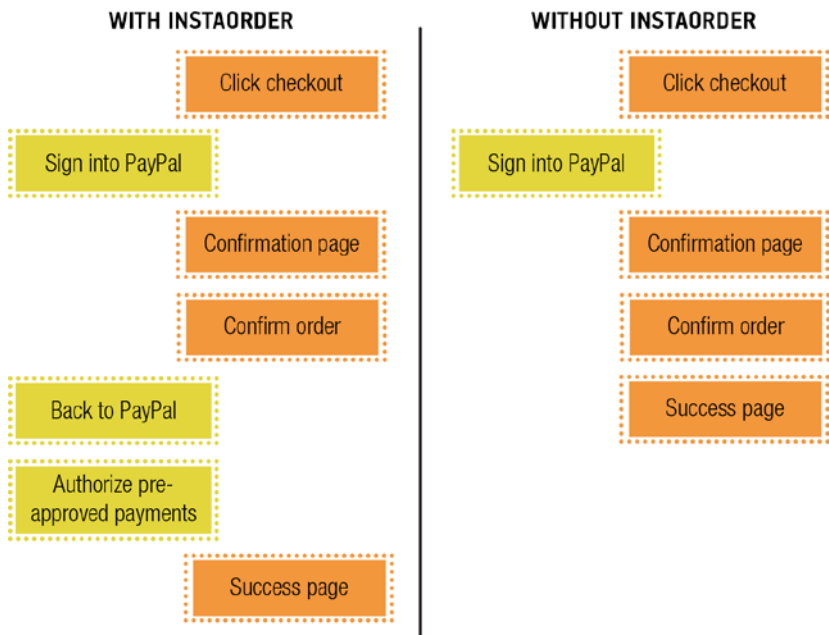 WITH INSTAORDER
Click checkout
Sign into PayPal
Confirmation page
Confirm order
Back to PayPal
Authorize pre-
approved payments
Success page
WITHOUT INSTAORDER
Click checkout
Sign into PayPal
Confirmation page
Confirm order
Success page